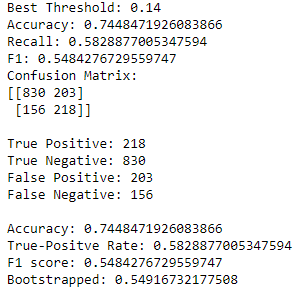 Best Threshold: 0.14
Accuracy: 0.7448471926083866
Recall: 0.5828877005347594
F1: 0.5484276729559747
Confusion Matrix:
[[830 203]
 [156 218]]
True Positive: 218
True Negative: 830
False Positive: 203
False Negative: 156
Accuracy: 0.7448471926083866
True-Positve Rate: 0.5828877005347594
F1 score: 0.5484276729559747
Bootstrapped: 0.54916732177508